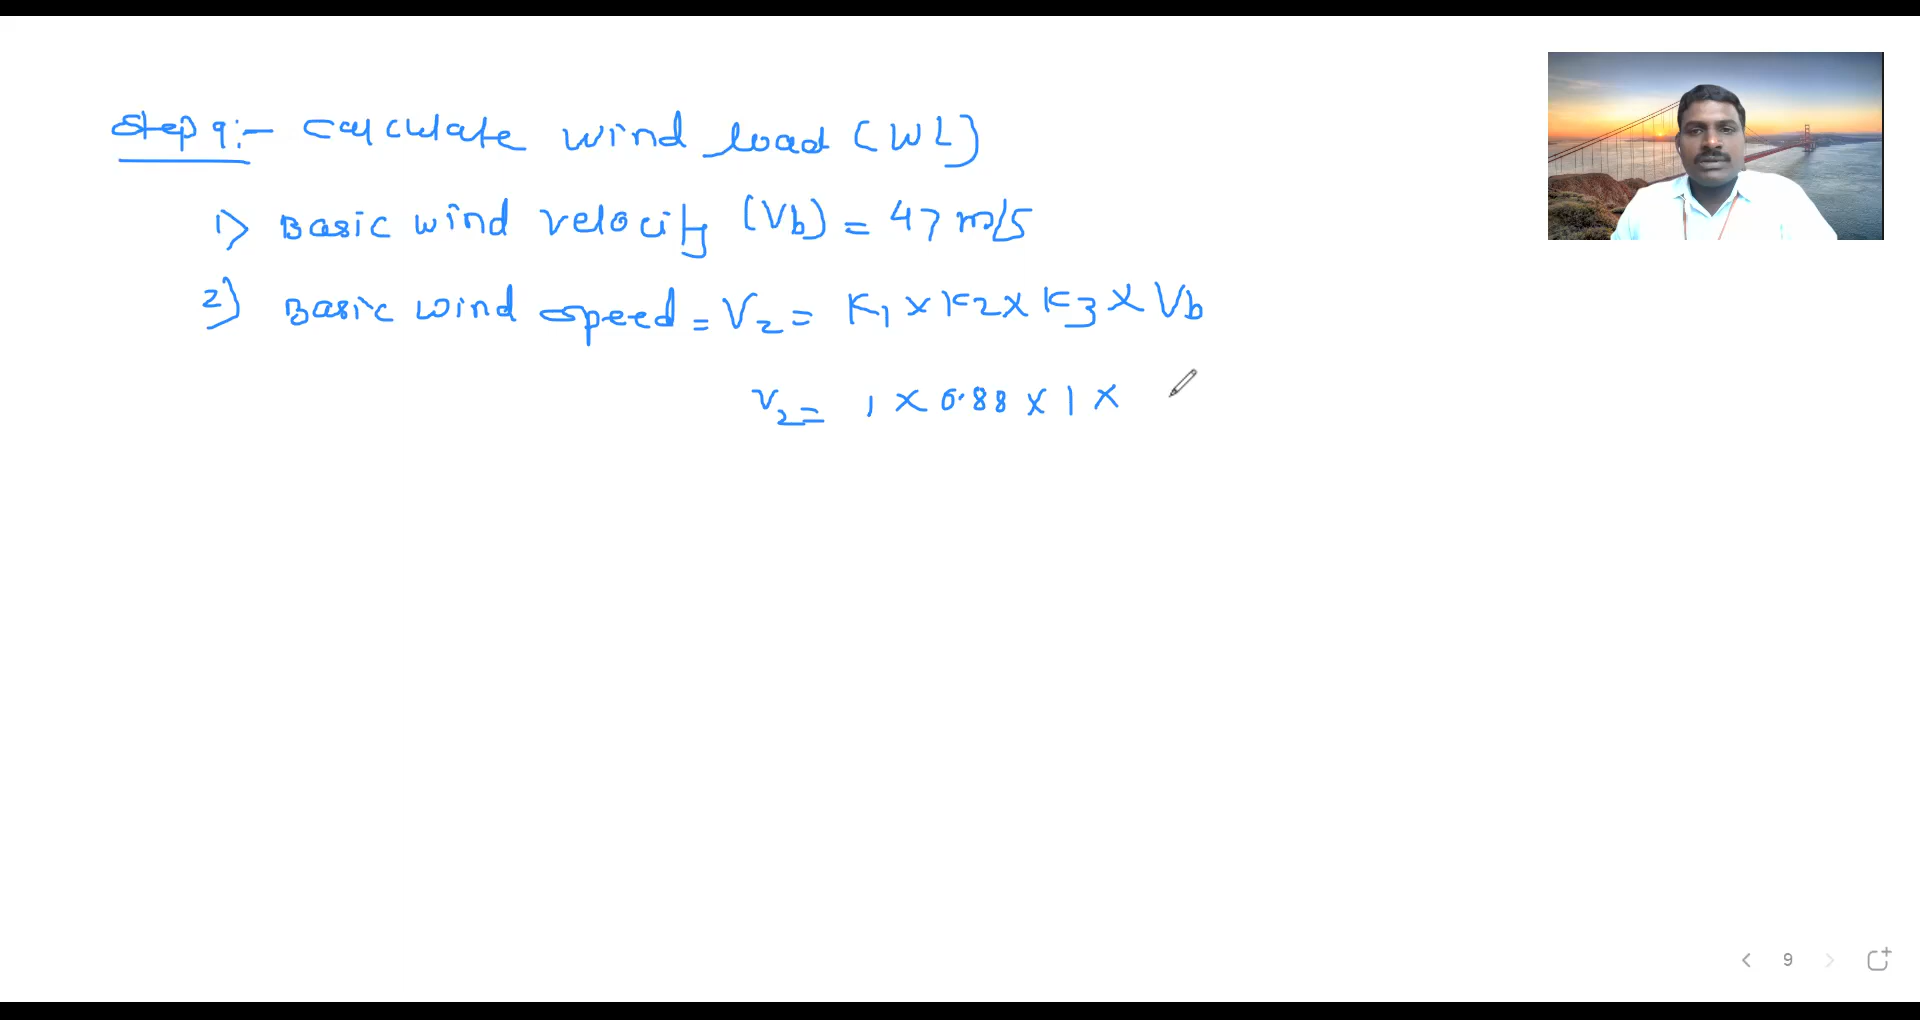 Step 9:- Calculate wind load (WL)
1) Basic wind velocity (Vb) = 47 m/s
2) Basic wind speed = Vz = K1 x K2 x K3 x Vb
Vz = 1 x 0.88 x 1 x
9